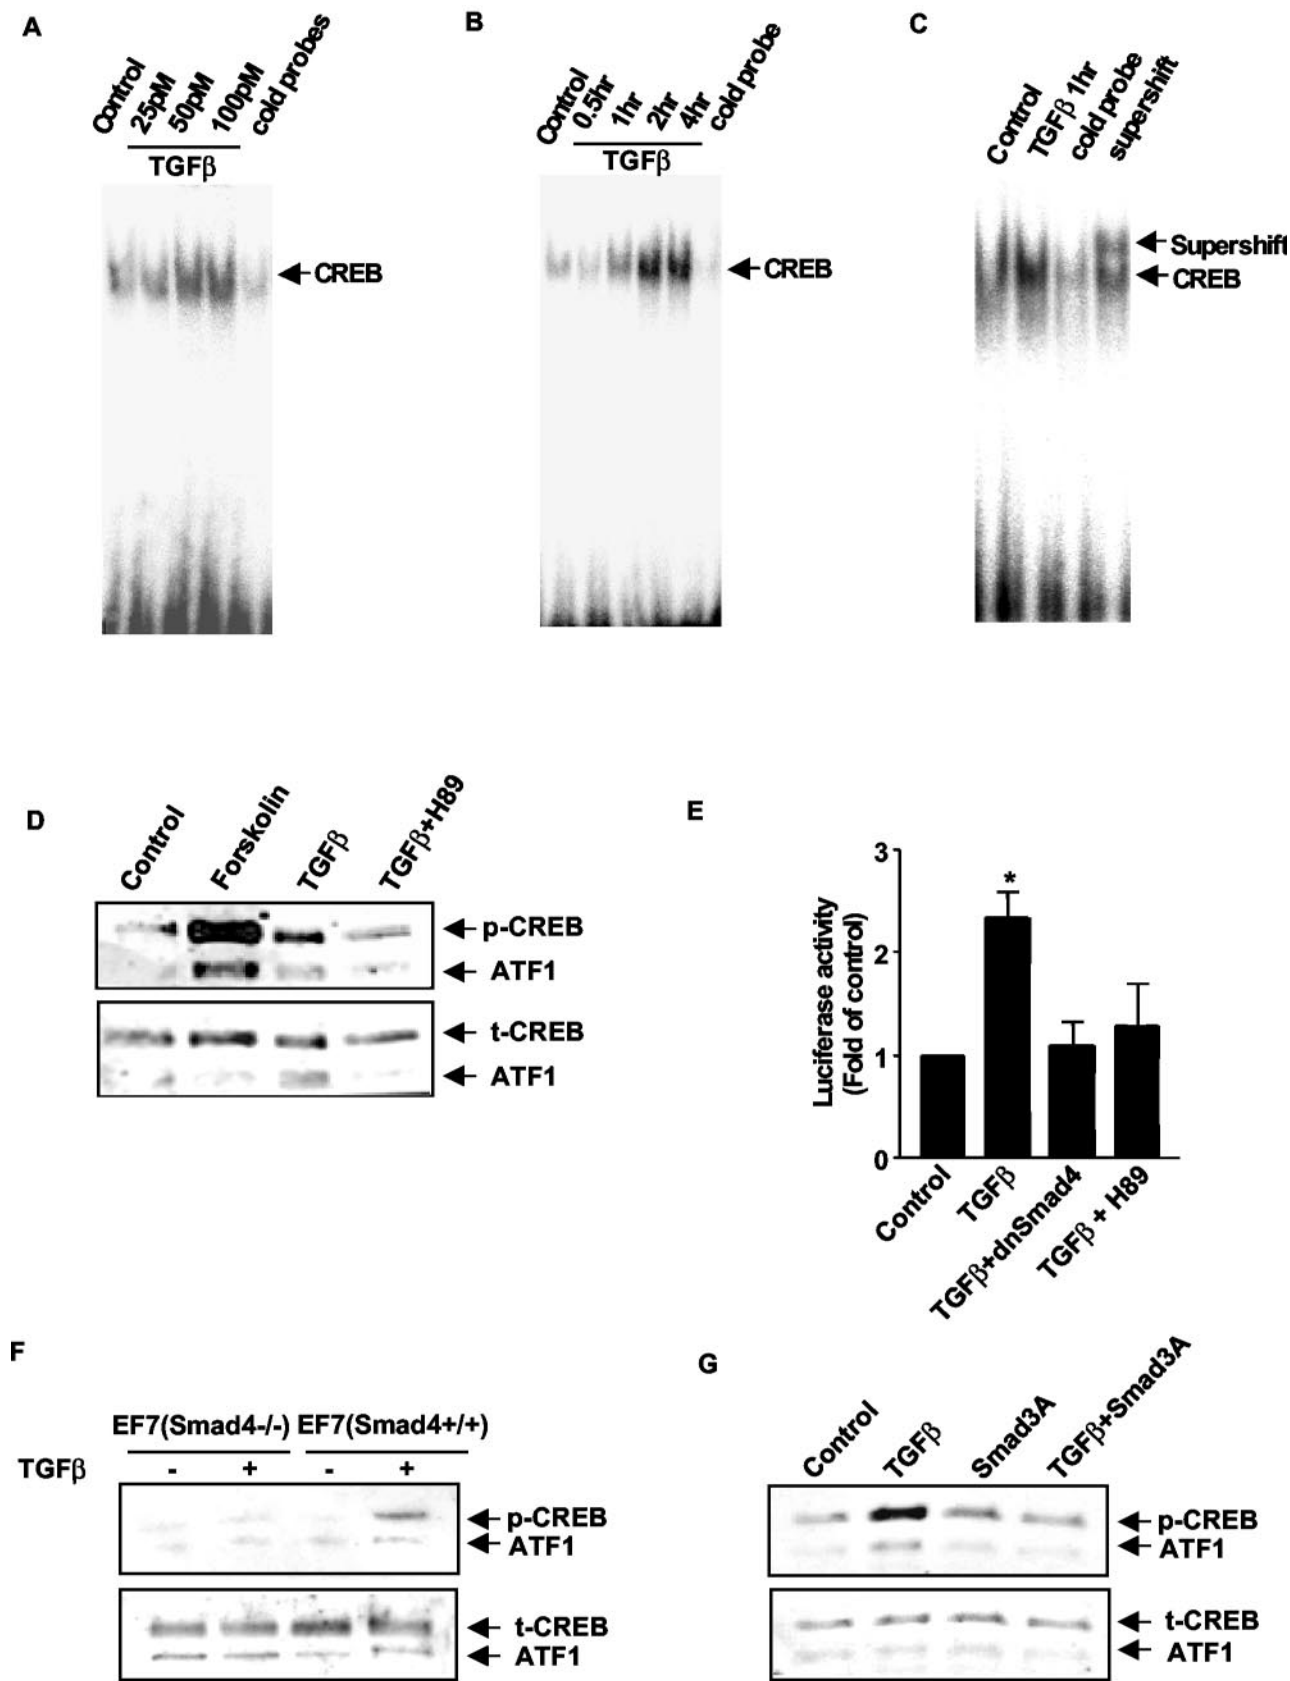 A
Control
25pM
50pM
100pM
cold probes
TGFβ
CREB
B
Control
0.5hr
1hr
2hr
4hr
cold probe
TGFβ
CREB
C
Control
TGFβ 1hr
cold probe
supershift
Supershift
CREB
D
Control
Forskolin
TGFβ
TGFβ+H89
p-CREB
ATF1
t-CREB
ATF1
E
Luciferase activity
(Fold of control)
3
2
1
0
*
Control
TGFβ
TGFβ+dnSmad4
TGFβ + H89
F
EF7(Smad4-/-) EF7(Smad4+/+)
TGFβ - + - +
p-CREB
ATF1
t-CREB
ATF1
G
Control
TGFβ
Smad3A
TGFβ+Smad3A
p-CREB
ATF1
t-CREB
ATF1